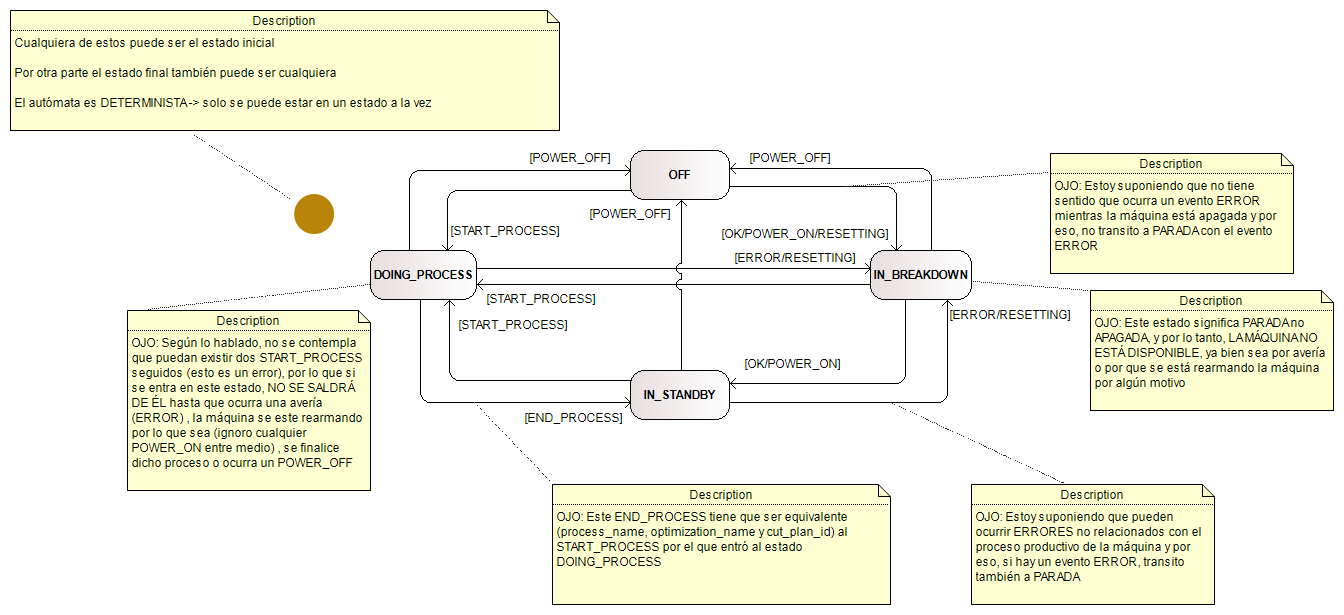 Description
Cualquiera de estos puede ser el estado inicial
Por otra parte el estado final también puede ser cualquiera
El autómata es DETERMINISTA-> solo se puede estar en un estado a la vez
[POWER_OFF]
OFF
[POWER_OFF]
Description
OJO: Estoy suponiendo que no tiene
sentido que ocurra un evento ERROR
mientras la máquina está apagada y por
eso, no transito a PARADA con el evento
ERROR
[POWER_OFF]
[START_PROCESS]
[OK/POWER_ON/RESETTING]
[ERROR/RESETTING]
DOING_PROCESS
IN_BREAKDOWN
[START_PROCESS]
[START_PROCESS]
[ERROR/RESETTING]
Description
OJO: Este estado significa PARADA no
APAGADA, y por lo tanto, LA MÁQUINA NO
ESTÁ DISPONIBLE, ya bien sea por avería
o por que se está rearmando la máquina
por algún motivo
Description
OJO: Según lo hablado, no se contempla
que puedan existir dos START_PROCESS
seguidos (esto es un error), por lo que si
se entra en este estado, NO SE SALDRÁ
DE ÉL hasta que ocurra una avería
(ERROR) , la máquina se este rearmando
por lo que sea (ignoro cualquier
POWER_ON entre medio) , se finalice
dicho proceso o ocurra un POWER_OFF
[OK/POWER_ON]
IN_STANDBY
[END_PROCESS]
Description
OJO: Este END_PROCESS tiene que ser equivalente
(process_name, optimization_name y cut_plan_id) al
START_PROCESS por el que entró al estado
DOING_PROCESS
Description
OJO: Estoy suponiendo que pueden
ocurrir ERRORES no relacionados con el
proceso productivo de la máquina y por
eso, si hay un evento ERROR, transito
también a PARADA